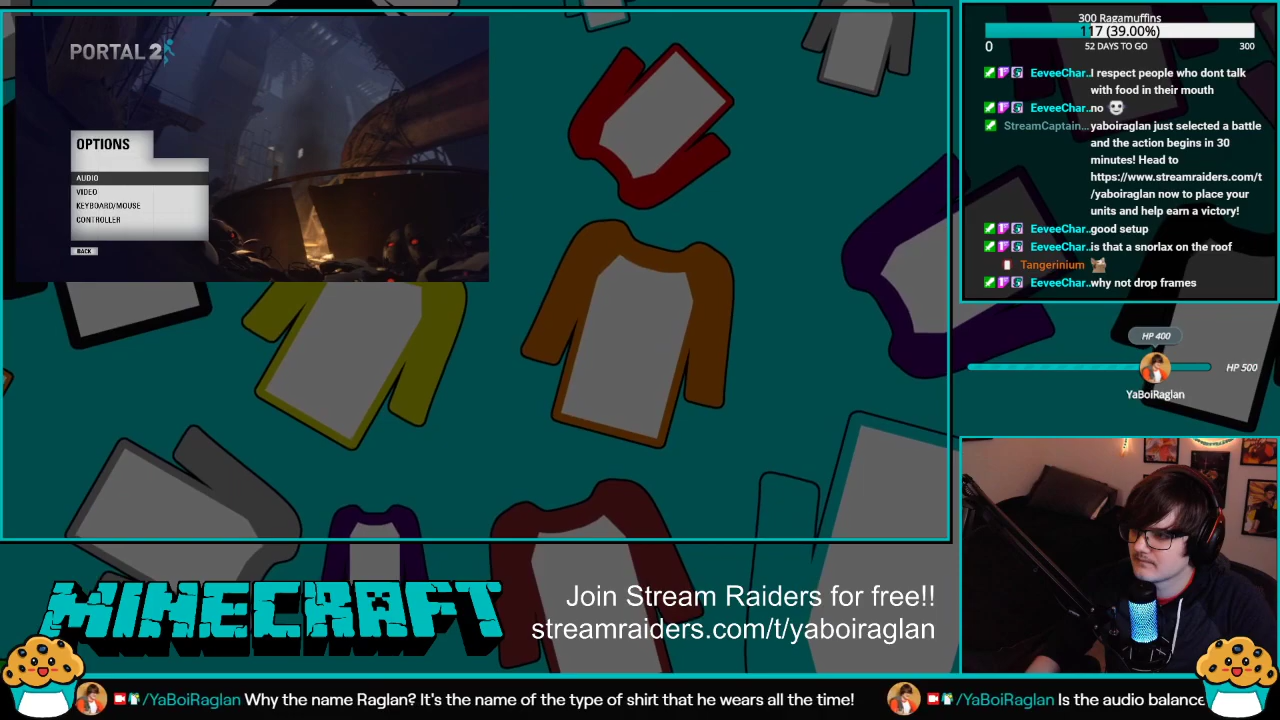 PORTAL 2
OPTIONS
AUDIO
VIDEO
KEYBOARD/MOUSE
CONTROLLER
BACK
300 Ragamuffins
117 (39.00%)
0
52 DAYS TO GO
300
EeveeChar.. I respect people who dont talk
with food in their mouth
EeveeChar.. no
StreamCaptain... yaboiraglan just selected a battle
and the action begins in 30
minutes! Head to
https://www.streamraiders.com/t
/yaboiraglan now to place your
units and help earn a victory!
EeveeChar.. good setup
EeveeChar.. is that a snorlax on the roof
Tangerinium
EeveeChar.. why not drop frames
HP 400
HP 500
YaBoiRaglan
MINECRAFT
Join Stream Raiders for free!!
streamraiders.com/t/yaboiraglan
/YaBoiRaglan Why the name Raglan? It's the name of the type of shirt that he wears all the time! /YaBoiRaglan Is the audio balance